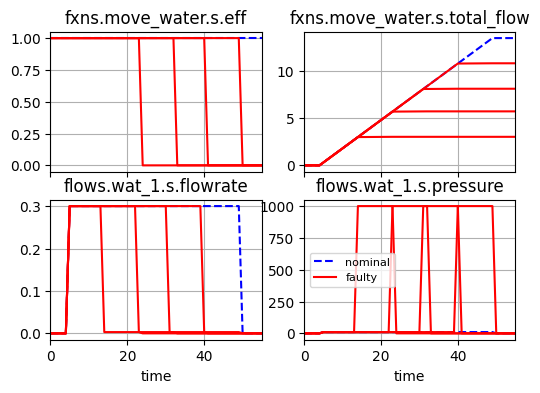 fxns.move_water.s.eff
1.00
0.75
0.50
0.25
0.00
fxns.move_water.s.total_flow
10
5
0
flows.wat_1.s.flowrate
0.3
0.2
0.1
0.0
0
20
40
time
flows.wat_1.s.pressure
1000
750
500
250
0
nominal
faulty
0
20
40
time